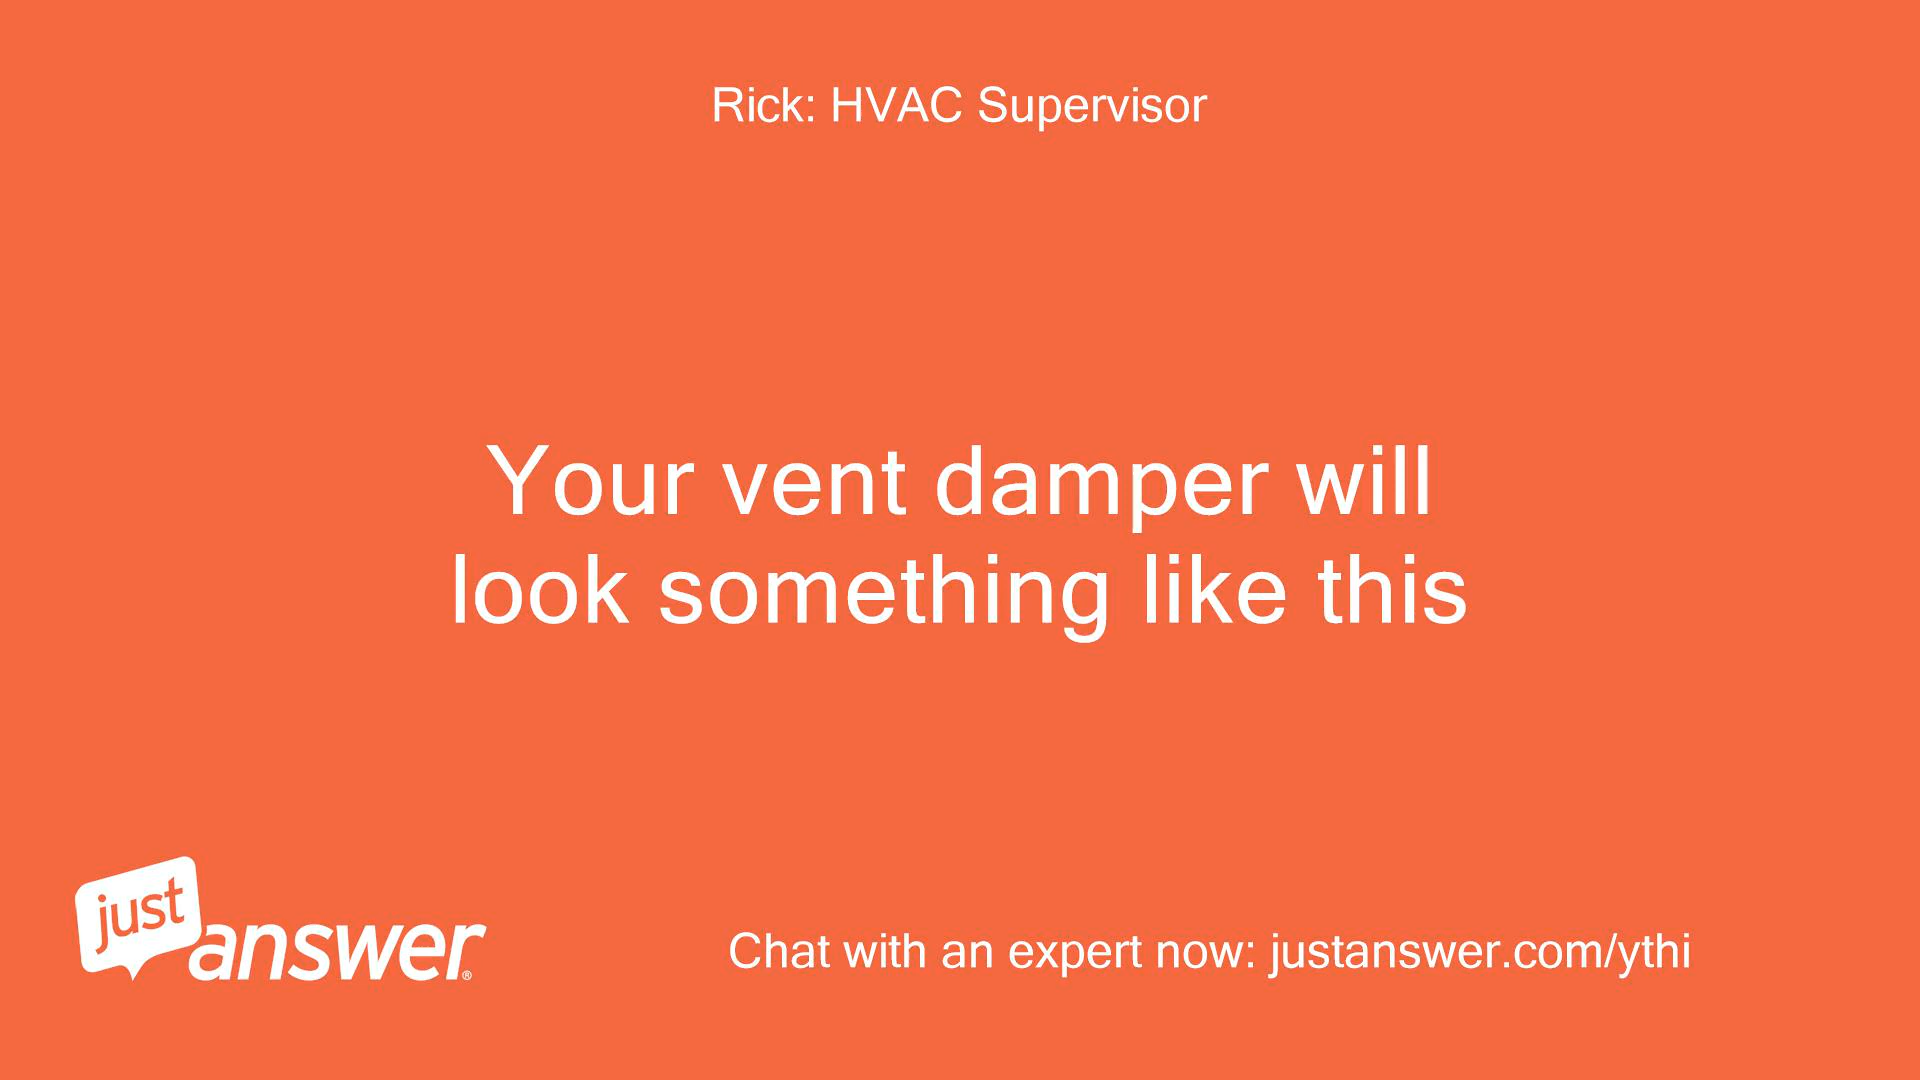 Rick: HVAC Supervisor
Your vent damper will
look something like this
just
answer®
Chat with an expert now: justanswer.com/ythi